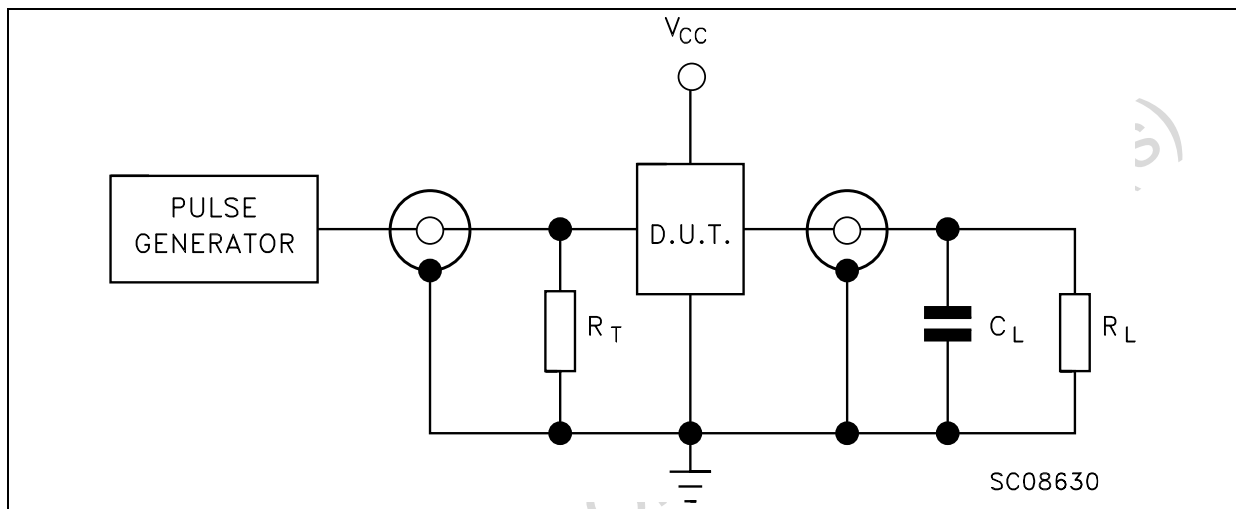 VCC
PULSE
GENERATOR
D.U.T.
RT
CL
RL
SC08630